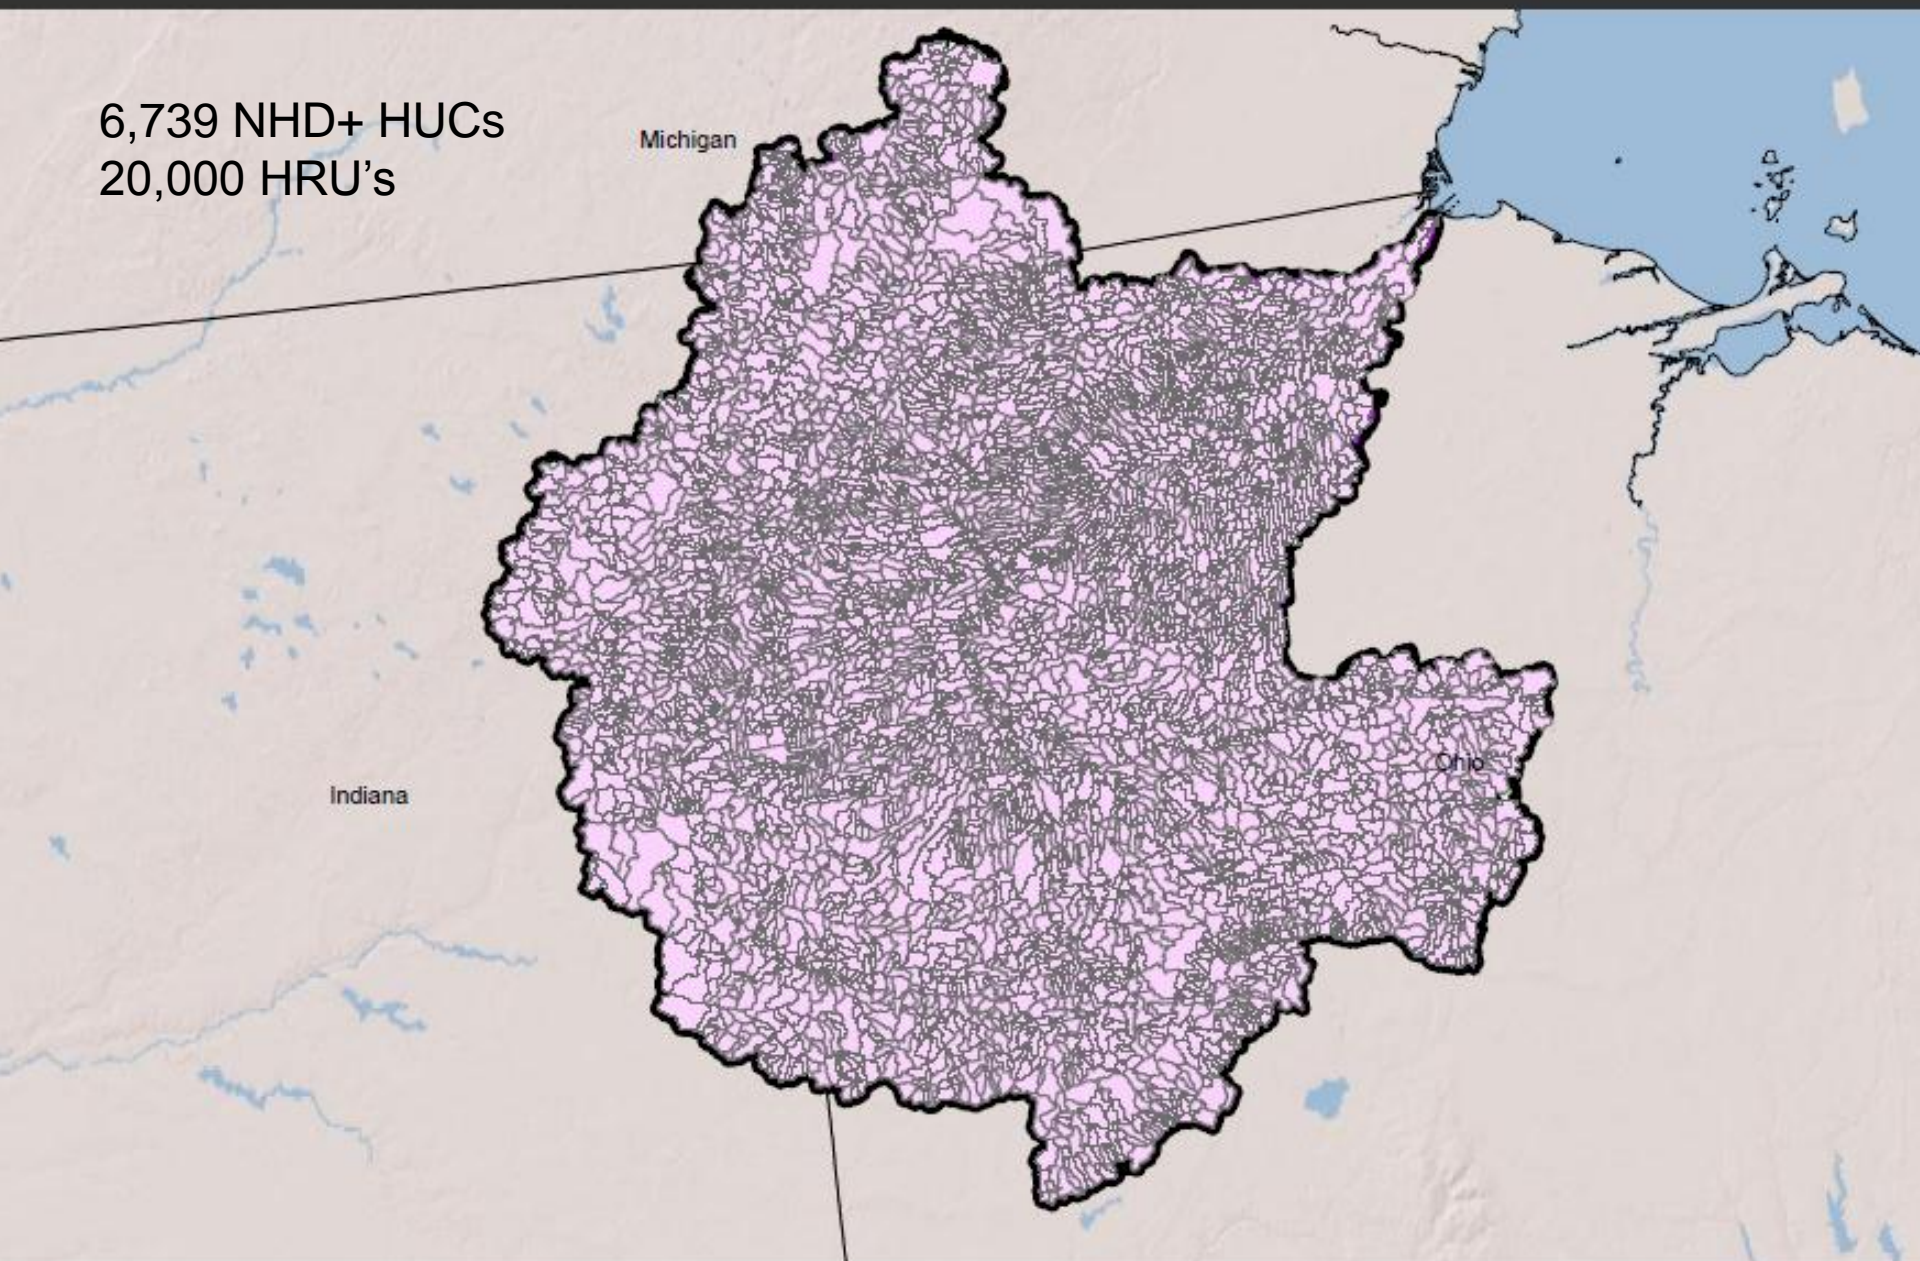 6,739 NHD+ HUCs
20,000 HRU’s
Michigan
Ohio
Indiana